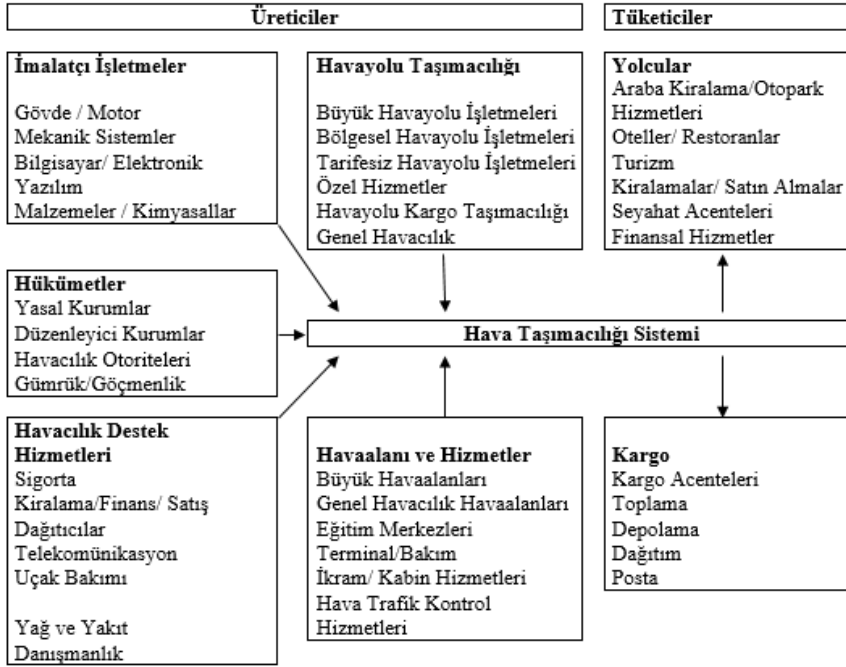 Üreticiler
Tüketiciler
İmalatçı İşletmeler
Gövde / Motor
Mekanik Sistemler
Bilgisayar/ Elektronik
Yazılım
Malzemeler / Kimyasallar
Havayolu Taşımacılığı
Büyük Havayolu İşletmeleri
Bölgesel Havayolu İşletmeleri
Tarifesiz Havayolu İşletmeleri
Özel Hizmetler
Havayolu Kargo Taşımacılığı
Genel Havacılık
Yolcular
Araba Kiralama/Otopark
Hizmetleri
Oteller/ Restoranlar
Turizm
Kiralamalar/ Satın Almalar
Seyahat Acenteleri
Finansal Hizmetler
Hükümetler
Yasal Kurumlar
Düzenleyici Kurumlar
Havacılık Otoriteleri
Gümrük/Göçmenlik
Hava Taşımacılığı Sistemi
Havacılık Destek
Hizmetleri
Sigorta
Kiralama/Finans/ Satış
Dağıtıcılar
Telekomünikasyon
Uçak Bakımı
Yağ ve Yakıt
Danışmanlık
Havaalanı ve Hizmetler
Büyük Havaalanları
Genel Havacılık Havaalanları
Eğitim Merkezleri
Terminal/Bakım
İkram/ Kabin Hizmetleri
Hava Trafik Kontrol
Hizmetleri
Kargo
Kargo Acenteleri
Toplama
Depolama
Dağıtım
Posta